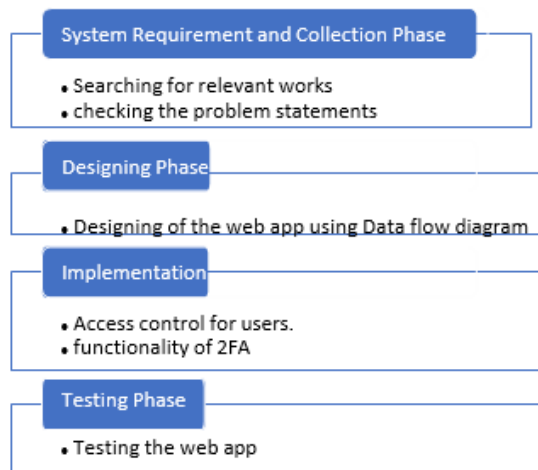 System Requirement and Collection Phase
• Searching for relevant works
• checking the problem statements
Designing Phase
• Designing of the web app using Data flow diagram
Implementation
• Access control for users.
• functionality of 2FA
Testing Phase
• Testing the web app